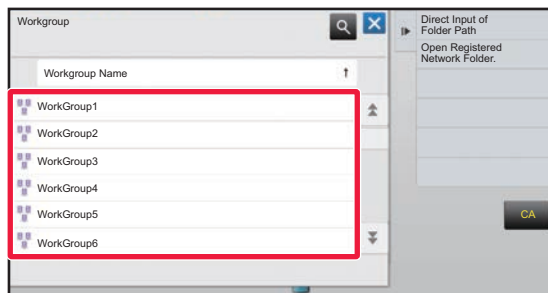 Workgroup
Workgroup Name
WorkGroup1
WorkGroup2
WorkGroup3
WorkGroup4
WorkGroup5
WorkGroup6
Direct Input of
Folder Path
Open Registered
Network Folder.
CA